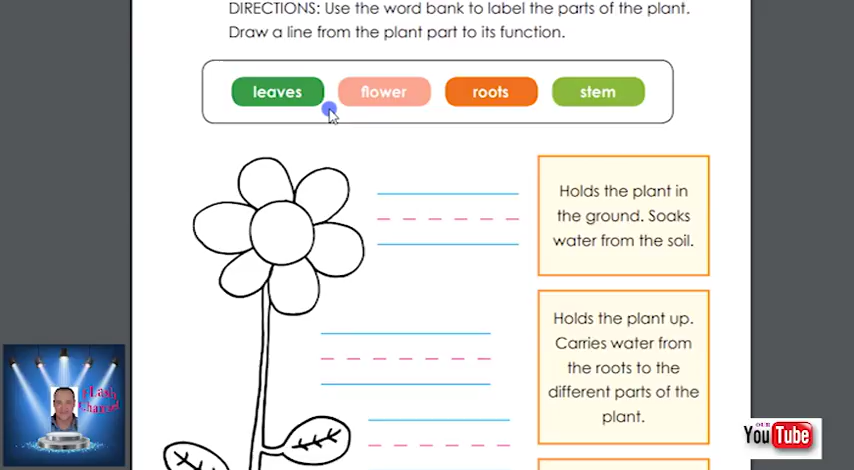 DIRECTIONS: Use the word bank to label the parts of the plant.
Draw a line from the plant part to its function.
leaves flower roots stem
Holds the plant in
the ground. Soaks
water from the soil.
Holds the plant up.
Carries water from
the roots to the
different parts of the
plant.
OUR
YouTube